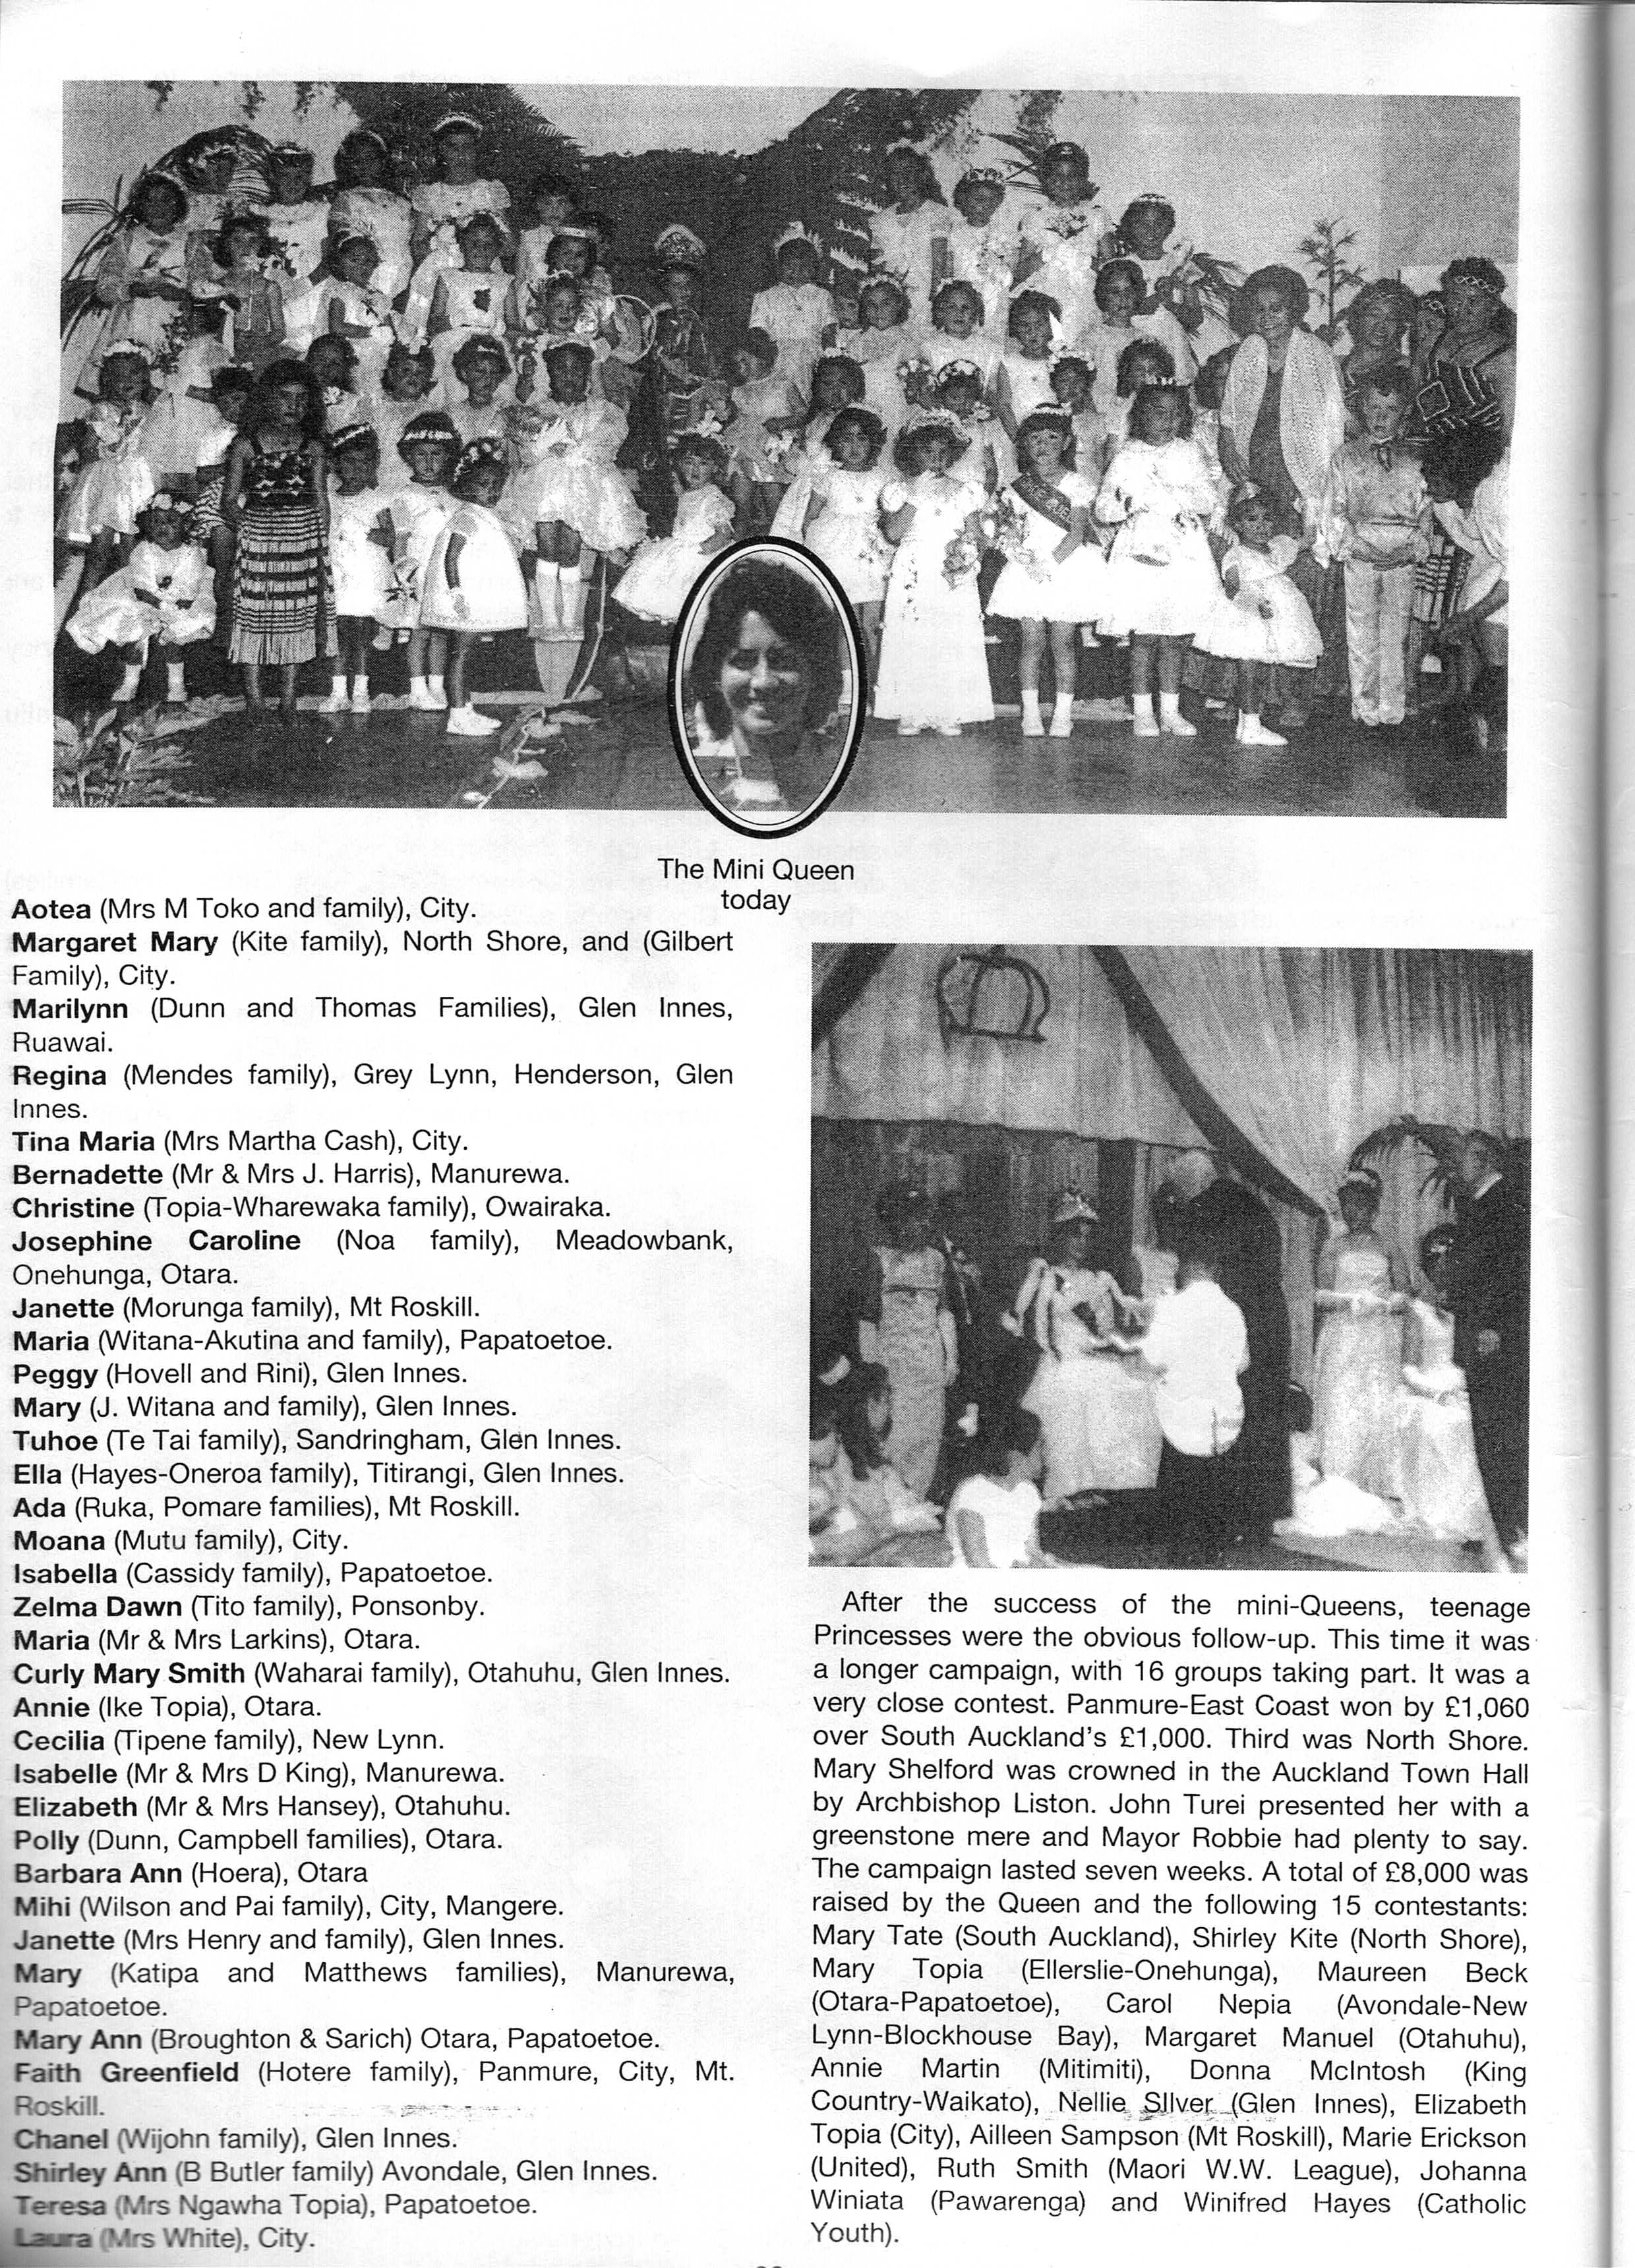 The Mini Queen
today
Aotea (Mrs M Toko and family), City.
Margaret Mary (Kite family), North Shore, and (Gilbert
Family), City.
Marilynn (Dunn and Thomas Families), Glen Innes,
Ruawai.
Regina (Mendes family), Grey Lynn, Henderson, Glen
Innes.
Tina Maria (Mrs Martha Cash), City.
Bernadette (Mr & Mrs J. Harris), Manurewa.
Christine (Topia-Wharewaka family), Owairaka.
Josephine Caroline (Noa family), Meadowbank,
Onehunga, Otara.
Janette (Morunga family), Mt Roskill.
Maria (Witana-Akutina and family), Papatoetoe.
Peggy (Hovell and Rini), Glen Innes.
Mary (J. Witana and family), Glen Innes.
Tuhoe (Te Tai family), Sandringham, Glen Innes.
Ella (Hayes-Oneroa family), Titirangi, Glen Innes.
Ada (Ruka, Pomare families), Mt Roskill.
Moana (Mutu family), City.
Isabella (Cassidy family), Papatoetoe.
Zelma Dawn (Tito family), Ponsonby.
Maria (Mr & Mrs Larkins), Otara.
Curly Mary Smith (Waharai family), Otahuhu, Glen Innes.
Annie (Ike Topia), Otara.
Cecilia (Tipene family), New Lynn.
Isabelle (Mr & Mrs D King), Manurewa.
Elizabeth (Mr & Mrs Hansey), Otahuhu.
Polly (Dunn, Campbell families), Otara.
Barbara Ann (Hoera), Otara
Mihi (Wilson and Pai family), City, Mangere.
Janette (Mrs Henry and family), Glen Innes.
Mary (Katipa and Matthews families), Manurewa,
Papatoetoe.
Mary Ann (Broughton & Sarich) Otara, Papatoetoe.
Faith Greenfield (Hotere family), Panmure, City, Mt.
Roskill.
Chanel (Wijohn family), Glen Innes.
Shirley Ann (B Butler family) Avondale, Glen Innes.
Teresa (Mrs Ngawha Topia), Papatoetoe.
Laura (Mrs White), City.
After the success of the mini-Queens, teenage
Princesses were the obvious follow-up. This time it was
a longer campaign, with 16 groups taking part. It was a
very close contest. Panmure-East Coast won by £1,060
over South Auckland's £1,000. Third was North Shore.
Mary Shelford was crowned in the Auckland Town Hall
by Archbishop Liston. John Turei presented her with a
greenstone mere and Mayor Robbie had plenty to say.
The campaign lasted seven weeks. A total of £8,000 was
raised by the Queen and the following 15 contestants:
Mary Tate (South Auckland), Shirley Kite (North Shore),
Mary Topia (Ellerslie-Onehunga), Maureen Beck
(Otara-Papatoetoe), Carol Nepia (Avondale-New
Lynn-Blockhouse Bay), Margaret Manuel (Otahuhu),
Annie Martin (Mitimiti), Donna McIntosh (King
Country-Waikato), Nellie SIlver (Glen Innes), Elizabeth
Topia (City), Ailleen Sampson (Mt Roskill), Marie Erickson
(United), Ruth Smith (Maori W.W. League), Johanna
Winiata (Pawarenga) and Winifred Hayes (Catholic
Youth).